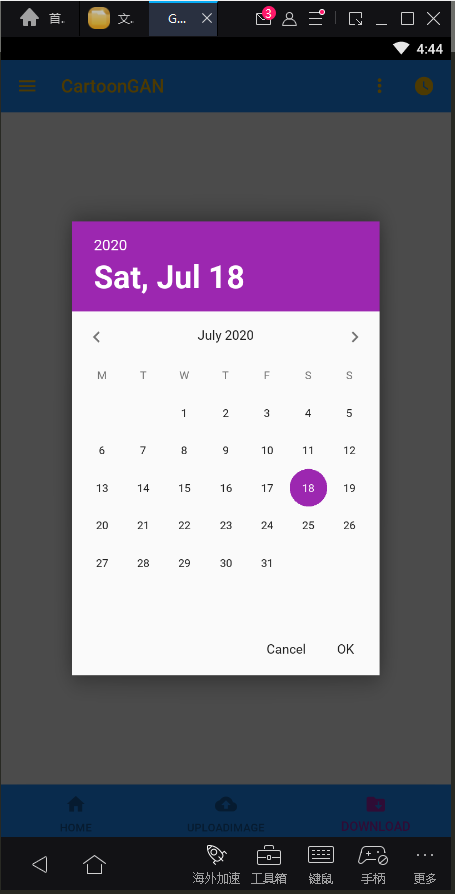 首..
文..
G...
3
4:44
CartoonGAN
2020
Sat, Jul 18
July 2020
M T W T F S S
1 2 3 4 5
6 7 8 9 10 11 12
13 14 15 16 17 18 19
20 21 22 23 24 25 26
27 28 29 30 31
Cancel OK
HOME UPLOADIMAGE DOWNLOAD
海外加速 工具箱 键鼠 手柄 更多